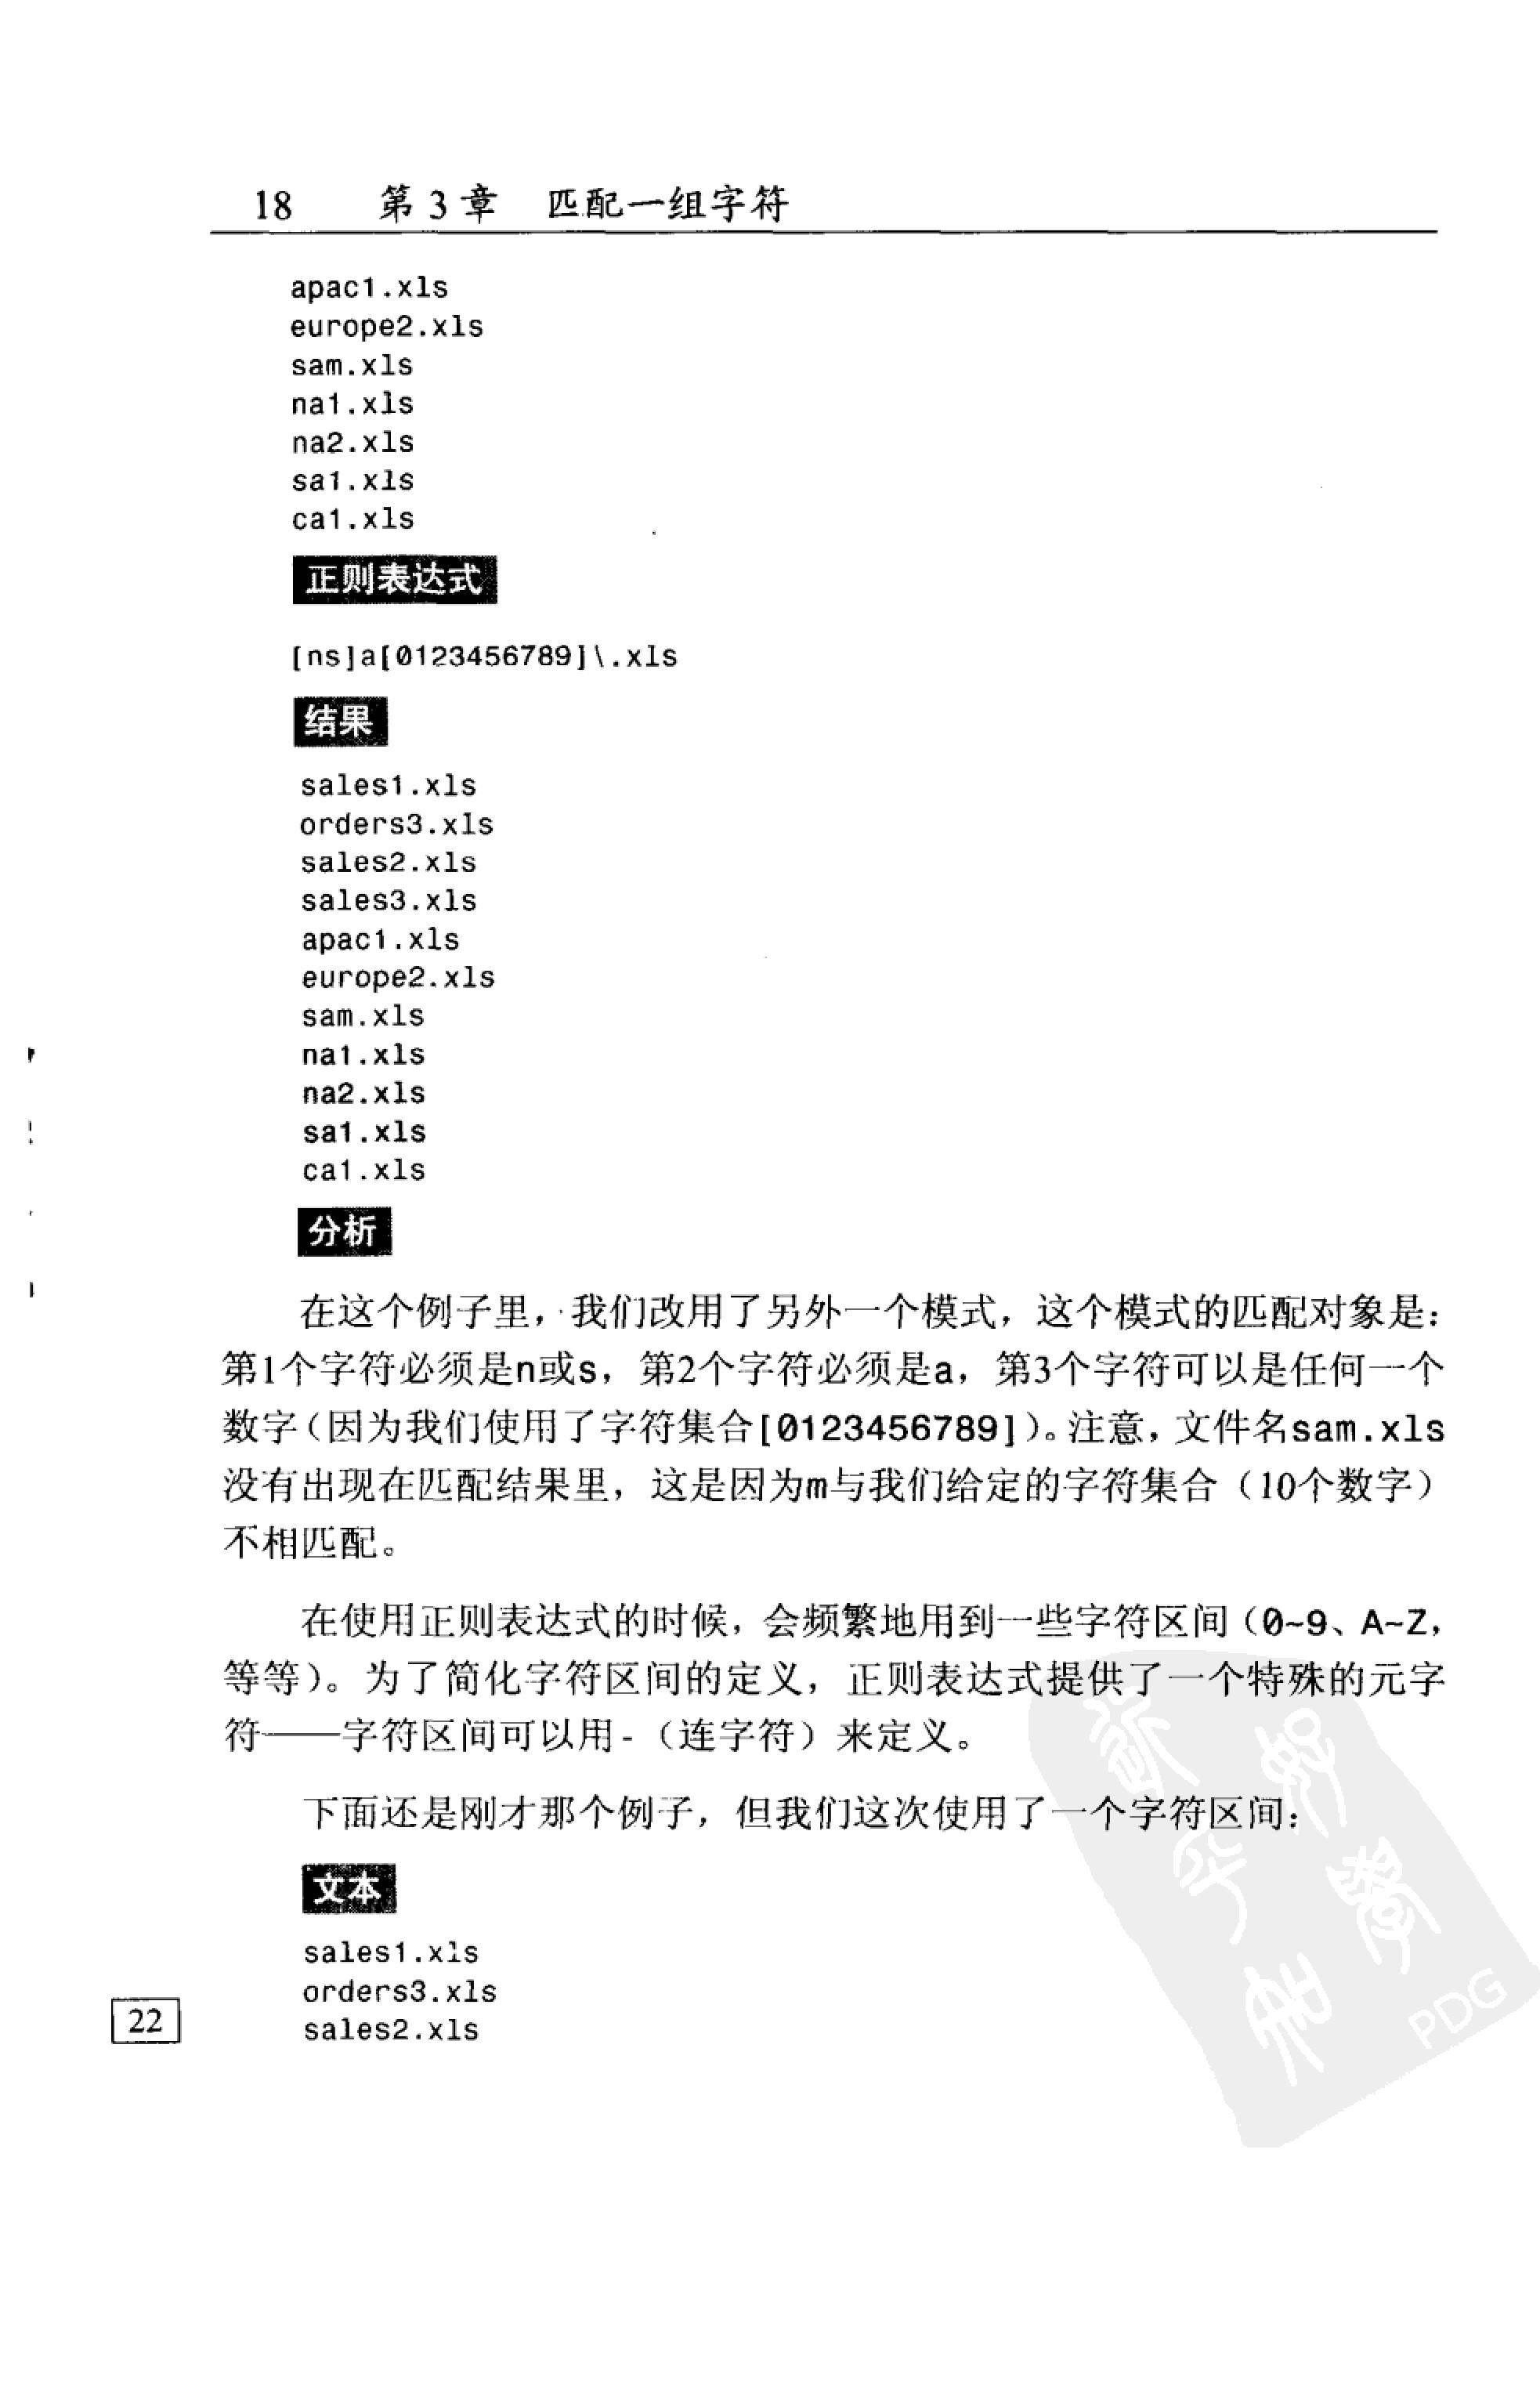 18 第 3 章 匹配一组字符
apac1.xls
europe2.xls
sam.xls
na1.xls
na2.xls
sa1.xls
ca1.xls
正则表达式
[ns]a[0123456789]\.xls
结果
sales1.xls
orders3.xls
sales2.xls
sales3.xls
apac1.xls
europe2.xls
sam.xls
na1.xls
na2.xls
sa1.xls
ca1.xls
分析
在这个例子里，我们改用了另外一个模式，这个模式的匹配对象是：
第1个字符必须是n或s，第2个字符必须是a，第3个字符可以是任何一个
数字（因为我们使用了字符集合[0123456789]）。注意，文件名sam.xls
没有出现在匹配结果里，这是因为m与我们给定的字符集合（10个数字）
不相匹配。
在使用正则表达式的时候，会频繁地用到一些字符区间（0~9、A~Z，
等等）。为了简化字符区间的定义，正则表达式提供了一个特殊的元字
符——字符区间可以用-（连字符）来定义。
下面还是刚才那个例子，但我们这次使用了一个字符区间：
文本
sales1.xls
orders3.xls
sales2.xls
22
PDG